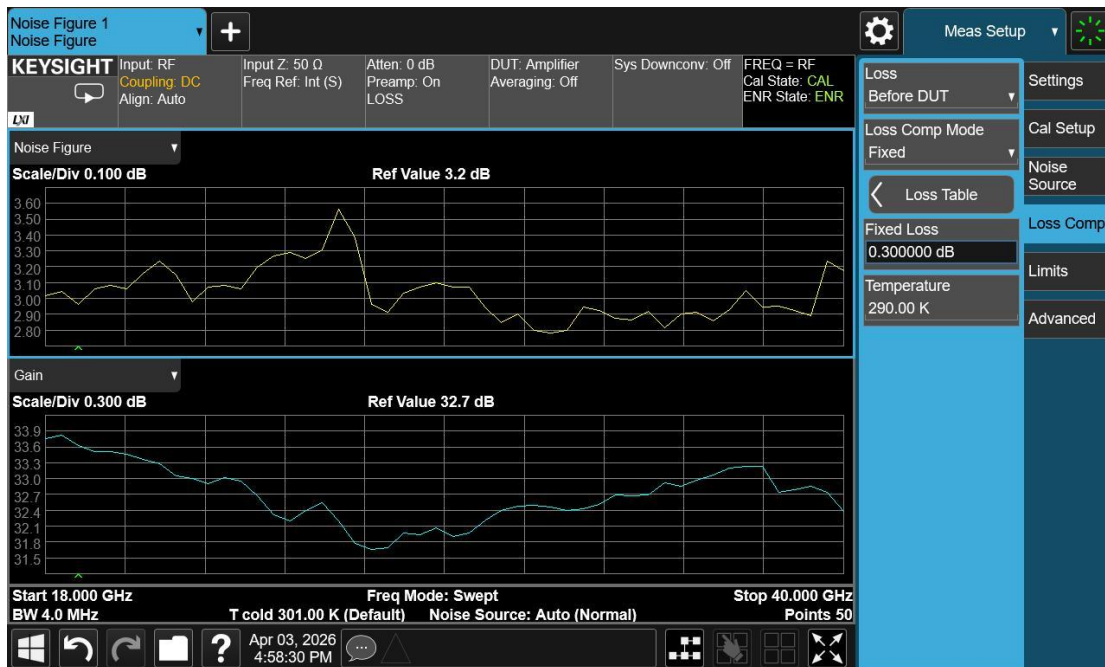 Noise Figure 1
Noise Figure
Meas Setup
KEYSIGHT
LXI
Input: RF
Coupling: DC
Align: Auto
Input Z: 50 Ω
Freq Ref: Int (S)
Atten: 0 dB
Preamp: On
LOSS
DUT: Amplifier
Averaging: Off
Sys Downconv: Off
FREQ = RF
Cal State: CAL
ENR State: ENR
Noise Figure
Scale/Div 0.100 dB
Ref Value 3.2 dB
3.60
3.50
3.40
3.30
3.20
3.10
3.00
2.90
2.80
Gain
Scale/Div 0.300 dB
Ref Value 32.7 dB
33.9
33.6
33.3
33.0
32.7
32.4
32.1
31.8
31.5
Start 18.000 GHz
Freq Mode: Swept
Stop 40.000 GHz
BW 4.0 MHz
T cold 301.00 K (Default)
Noise Source: Auto (Normal)
Points 50
?
Apr 03, 2026
4:58:30 PM
Loss
Before DUT
Loss Comp Mode
Fixed
Loss Table
Fixed Loss
0.300000 dB
Temperature
290.00 K
Settings
Cal Setup
Noise
Source
Loss Comp
Limits
Advanced